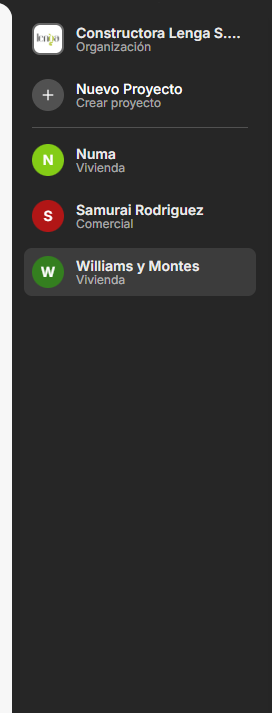 lenga
Constructora Lenga S....
Organización
Nuevo Proyecto
Crear proyecto
N
Numa
Vivienda
S
Samurai Rodriguez
Comercial
W
Williams y Montes
Vivienda